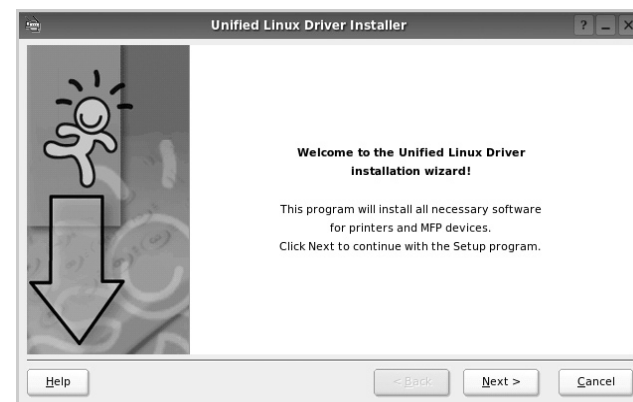 Unified Linux Driver Installer
Welcome to the Unified Linux Driver
installation wizard!
This program will install all necessary software
for printers and MFP devices.
Click Next to continue with the Setup program.
Help
< Back
Next >
Cancel